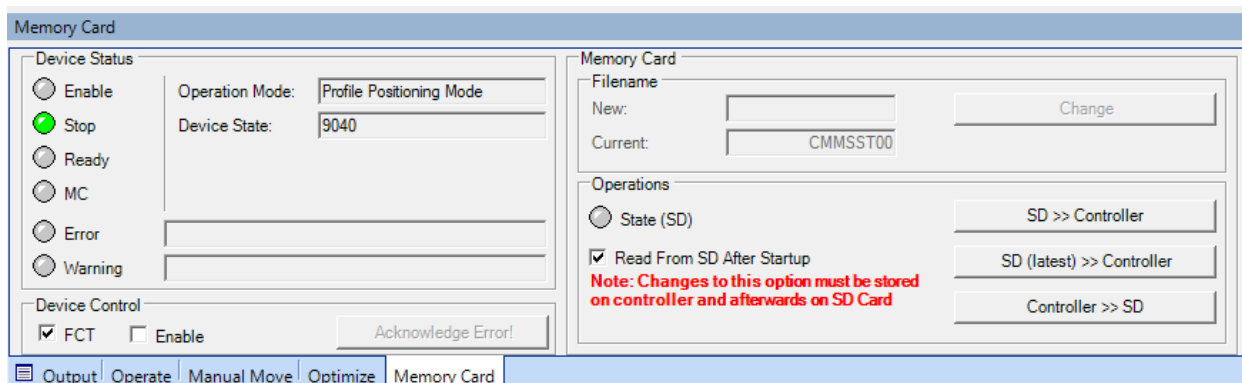 Memory Card
Device Status
Enable
Operation Mode: Profile Positioning Mode
Stop
Device State: 9040
Ready
MC
Error
Warning
Device Control
FCT Enable Acknowledge Error!
Memory Card
Filename
New: Change
Current: CMMSST00
Operations
State (SD) SD >> Controller
Read From SD After Startup SD (latest) >> Controller
Note: Changes to this option must be stored
on controller and afterwards on SD Card
Controller >> SD
Output Operate Manual Move Optimize Memory Card